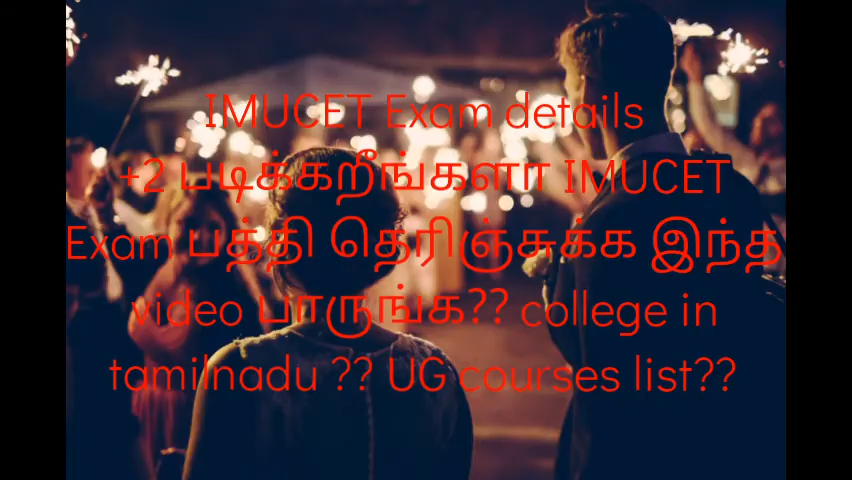 IMUCET Exam details
+2 படிக்கறீங்களா IMUCET
Exam பத்தி தெரிஞ்சுக்க இந்த
video பாருங்க?? college in
tamilnadu ?? UG courses list??